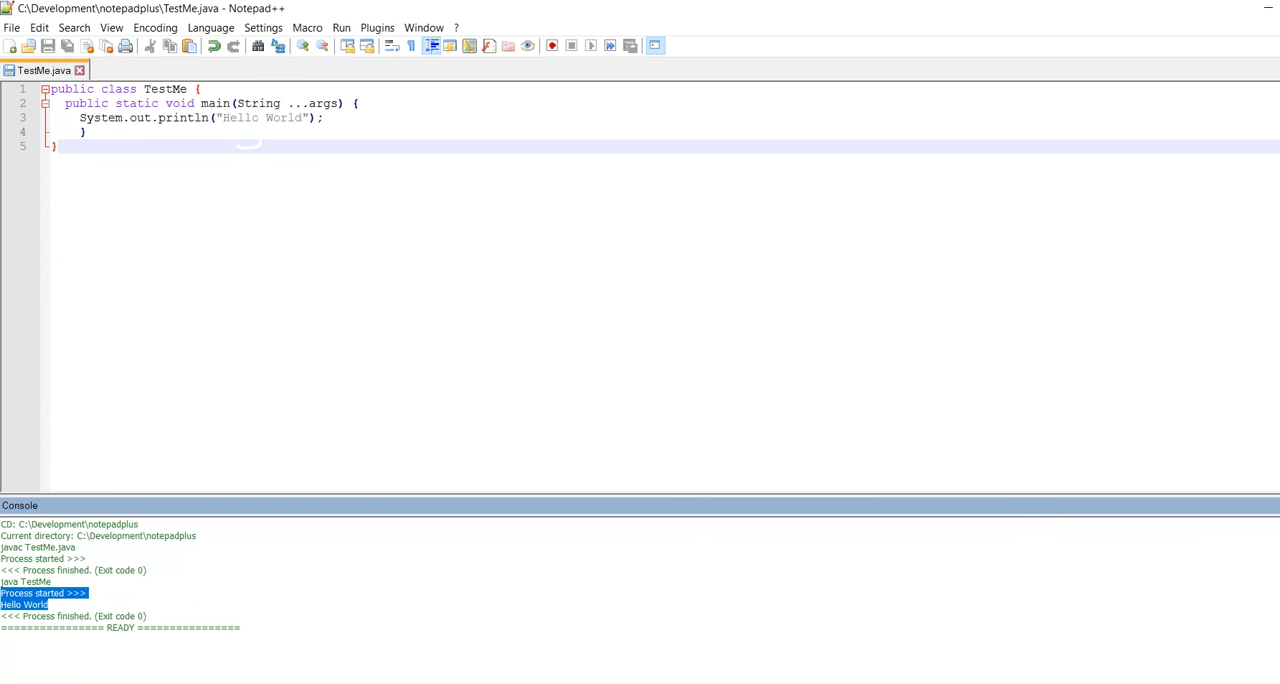 C:\Development\notepadplus\TestMe.java - Notepad++
File Edit Search View Encoding Language Settings Macro Run Plugins Window ?
TestMe.java
1 public class TestMe {
2 public static void main(String ...args) {
3 System.out.println("Hello World");
4 }
5 }
Console
CD: C:\Development\notepadplus
Current directory: C:\Development\notepadplus
javac TestMe.java
Process started >>>
<<< Process finished. (Exit code 0)
java TestMe
Process started >>>
Hello World
<<< Process finished. (Exit code 0)
================ READY ================